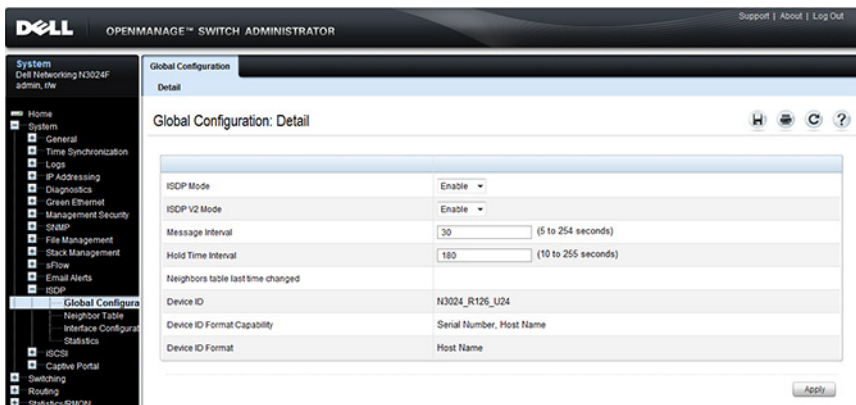 Support | About | Log Out
DELL OPENMANAGE™ SWITCH ADMINISTRATOR
System
Dell Networking N3024F
admin, r/w
Home
System
General
Time Synchronization
Logs
IP Addressing
Diagnostics
Green Ethernet
Management Security
SNMP
File Management
Stack Management
sFlow
Email Alerts
ISDP
Global Configura
Neighbor Table
Interface Configurat
Statistics
iSCSI
Captive Portal
Switching
Routing
Statistics/RMON
Global Configuration
Detail
Global Configuration: Detail
ISDP Mode Enable
ISDP V2 Mode Enable
Message Interval 30 (5 to 254 seconds)
Hold Time Interval 180 (10 to 255 seconds)
Neighbors table last time changed
Device ID N3024_R126_U24
Device ID Format Capability Serial Number, Host Name
Device ID Format Host Name
Apply